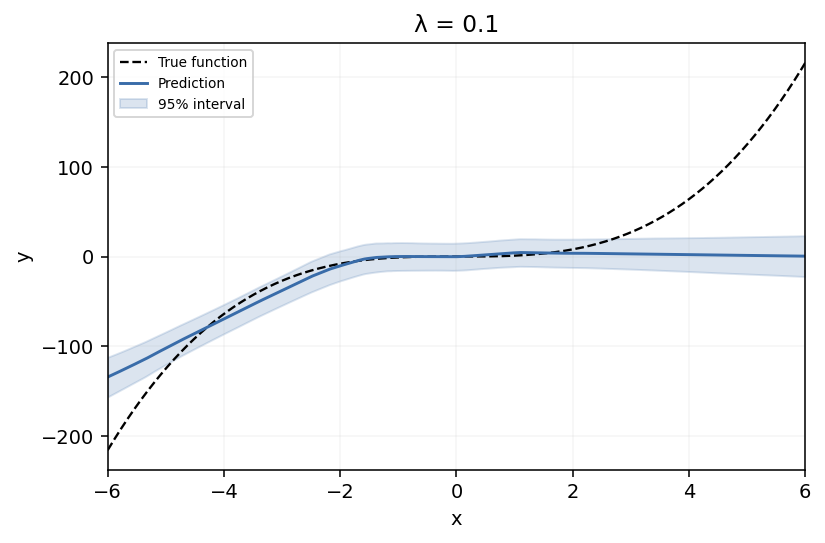 λ = 0.1
True function
Prediction
95% interval
y
200
100
0
−100
−200
−6
−4
−2
0
2
4
6
x